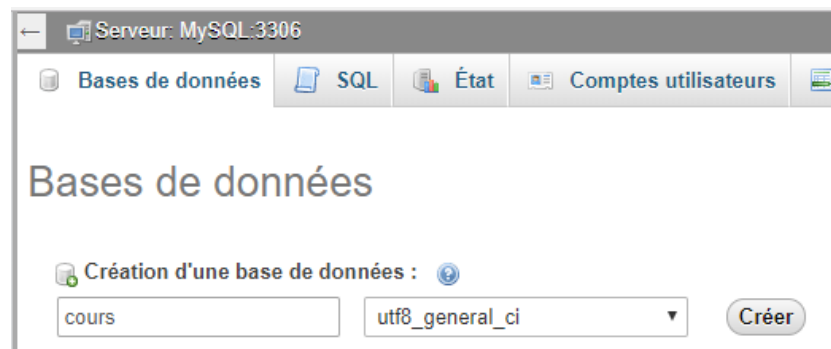 ← Serveur: MySQL:3306
Bases de données SQL État Comptes utilisateurs
Bases de données
Création d'une base de données :
cours utf8_general_ci Créer